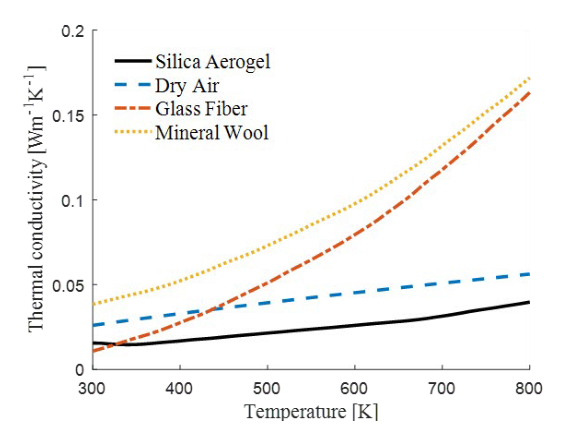 0.2
0.15
0.1
0.05
0
Thermal conductivity [Wm⁻¹K⁻¹]
Silica Aerogel
Dry Air
Glass Fiber
Mineral Wool
300 400 500 600 700 800
Temperature [K]